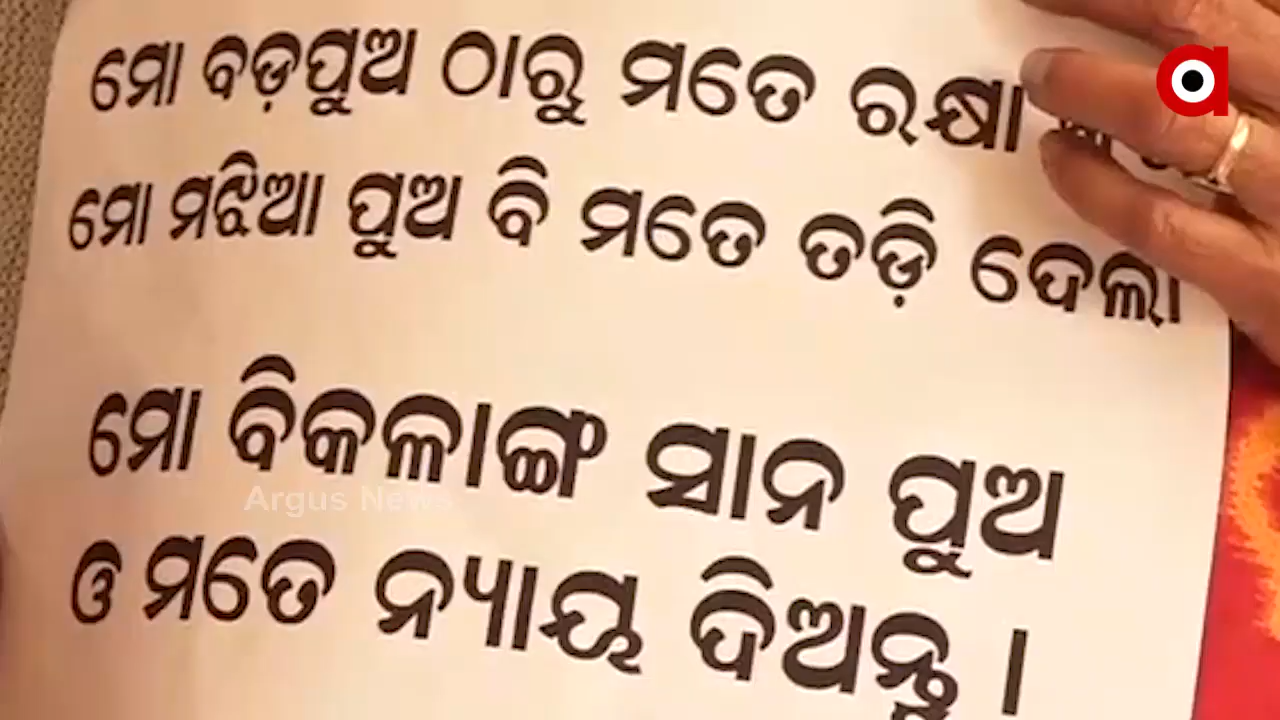 ମୋ ବଡ଼ପୁଅ ଠାରୁ ମତେ ରକ୍ଷା
ମୋ ମଝିଆ ପୁଅ ବି ମତେ ତଡ଼ି ଦେଲା
ମୋ ବିକଳାଙ୍ଗ ସାନ ପୁଅ
Argus News
ଓ ମତେ ନ୍ୟାୟ ଦିଅନ୍ତୁ ।